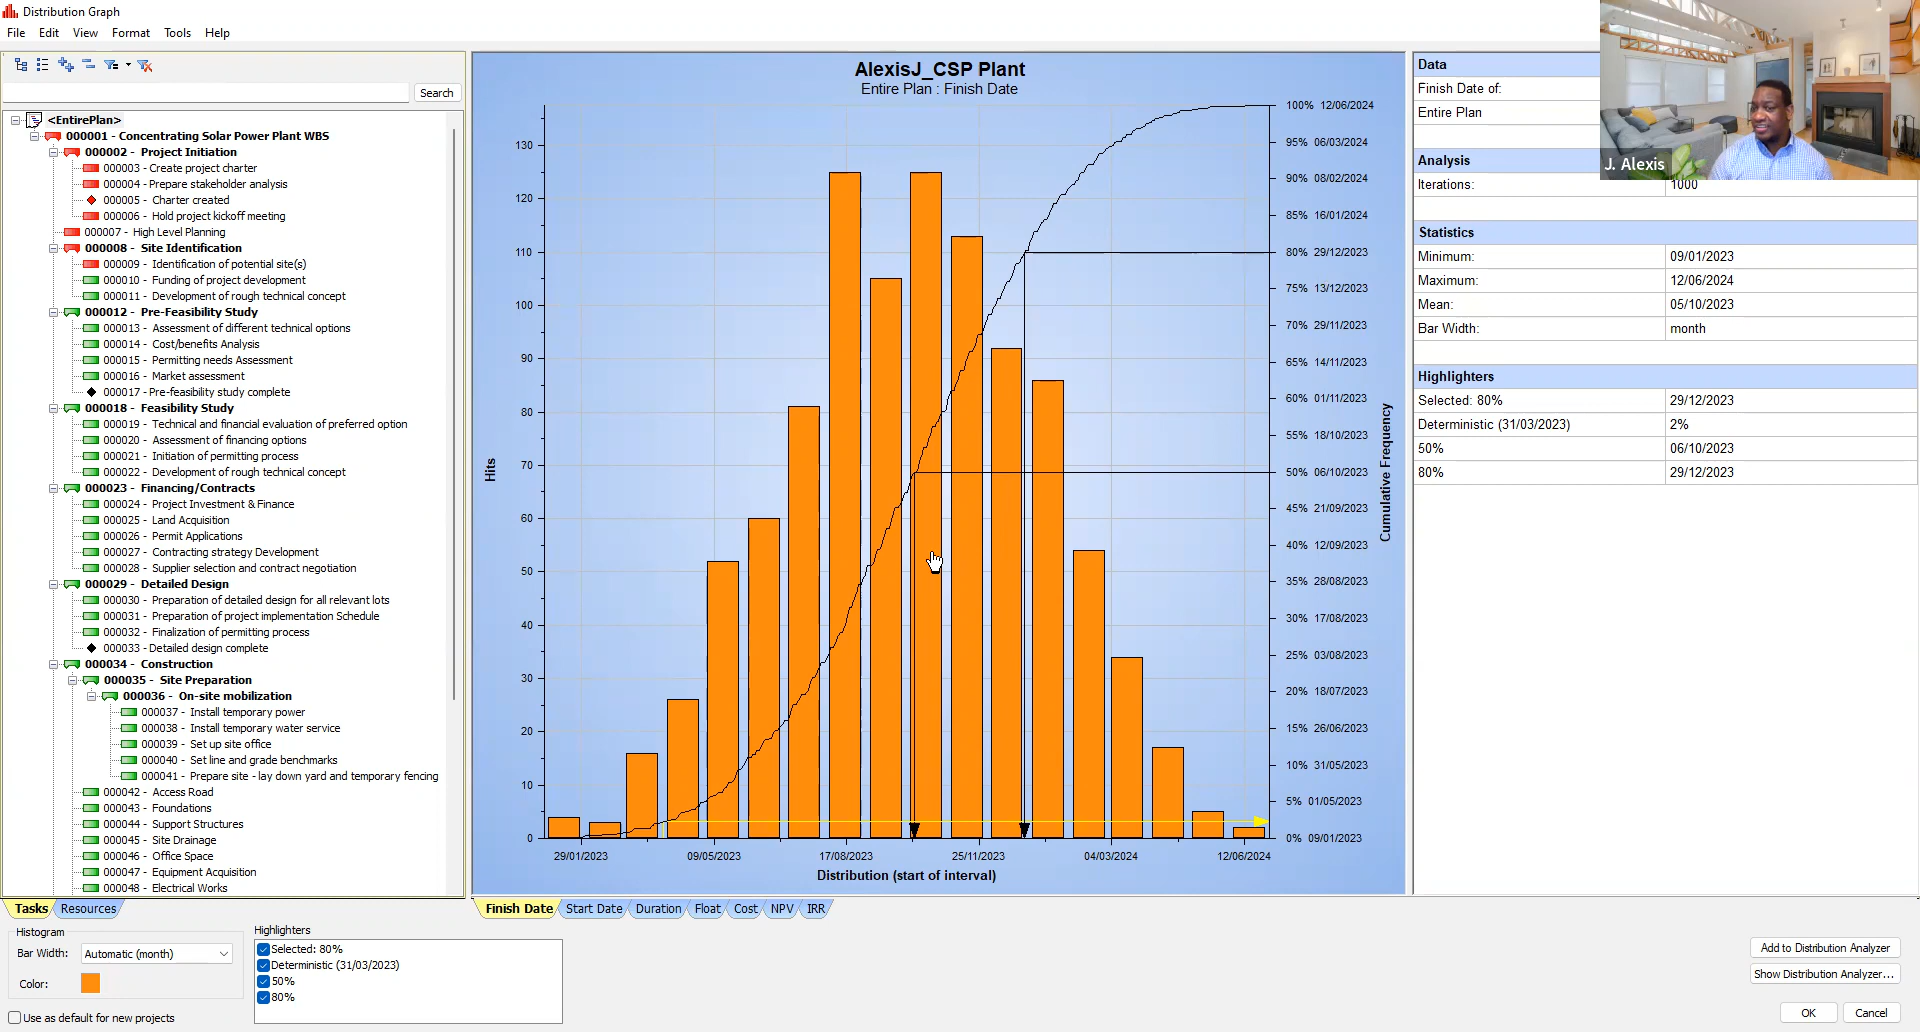 Distribution Graph
File Edit View Format Tools Help
Search
<EntirePlan>
000001 - Concentrating Solar Power Plant WBS
000002 - Project Initiation
000003 - Create project charter
000004 - Prepare stakeholder analysis
000005 - Charter created
000006 - Hold project kickoff meeting
000007 - High Level Planning
000008 - Site Identification
000009 - Identification of potential site(s)
000010 - Funding of project development
000011 - Development of rough technical concept
000012 - Pre-Feasibility Study
000013 - Assessment of different technical options
000014 - Cost/benefits Analysis
000015 - Permitting needs Assessment
000016 - Market assessment
000017 - Pre-feasibility study complete
000018 - Feasibility Study
000019 - Technical and financial evaluation of preferred option
000020 - Assessment of financing options
000021 - Initiation of permitting process
000022 - Development of rough technical concept
000023 - Financing/Contracts
000024 - Project Investment & Finance
000025 - Land Acquisition
000026 - Permit Applications
000027 - Contracting strategy Development
000028 - Supplier selection and contract negotiation
000029 - Detailed Design
000030 - Preparation of detailed design for all relevant lots
000031 - Preparation of project implementation Schedule
000032 - Finalization of permitting process
000033 - Detailed design complete
000034 - Construction
000035 - Site Preparation
000036 - On-site mobilization
000037 - Install temporary power
000038 - Install temporary water service
000039 - Set up site office
000040 - Set line and grade benchmarks
000041 - Prepare site - lay down yard and temporary fencing
000042 - Access Road
000043 - Foundations
000044 - Support Structures
000045 - Site Drainage
000046 - Office Space
000047 - Equipment Acquisition
000048 - Electrical Works
Tasks Resources
AlexisJ_CSP Plant
Entire Plan : Finish Date
Hits
130
120
110
100
90
80
70
60
50
40
30
20
10
0
100% 12/06/2024
95% 06/03/2024
90% 08/02/2024
85% 16/01/2024
80% 29/12/2023
75% 13/12/2023
70% 29/11/2023
65% 14/11/2023
60% 01/11/2023
55% 18/10/2023
50% 06/10/2023
45% 21/09/2023
40% 12/09/2023
35% 28/08/2023
30% 17/08/2023
25% 03/08/2023
20% 18/07/2023
15% 26/06/2023
10% 31/05/2023
5% 01/05/2023
0% 09/01/2023
Cumulative Frequency
29/01/2023 09/05/2023 17/08/2023 25/11/2023 04/03/2024 12/06/2024
Distribution (start of interval)
Finish Date Start Date Duration Float Cost NPV IRR
Data
Finish Date of:
Entire Plan
Analysis
Iterations: 1000
Statistics
Minimum: 09/01/2023
Maximum: 12/06/2024
Mean: 05/10/2023
Bar Width: month
Highlighters
Selected: 80% 29/12/2023
Deterministic (31/03/2023) 2%
50% 06/10/2023
80% 29/12/2023
J. Alexis
Histogram
Bar Width: Automatic (month)
Color:
Use as default for new projects
Highlighters
Selected: 80%
Deterministic (31/03/2023)
50%
80%
Add to Distribution Analyzer
Show Distribution Analyzer...
OK Cancel